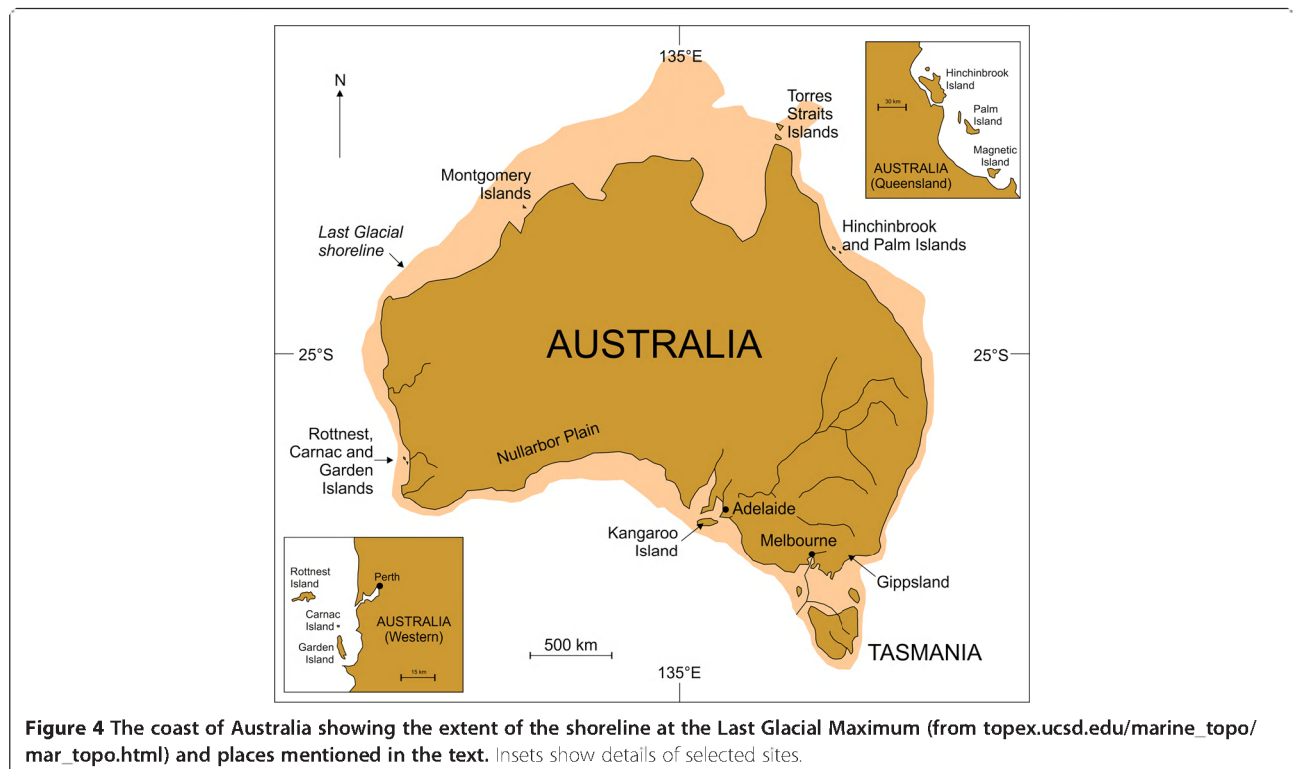 135°E
N
Torres
Straits
Islands
Hinchinbrook
Island
30 km
Palm
Island
Magnetic
Island
AUSTRALIA
(Queensland)
Montgomery
Islands
Last Glacial
shoreline
Hinchinbrook
and Palm Islands
AUSTRALIA
25°S
25°S
Nullarbor Plain
Rottnest,
Carnac and
Garden
Islands
Adelaide
Kangaroo
Island
Melbourne
Gippsland
Rottnest
Island
Perth
Carnac
Island
AUSTRALIA
(Western)
Garden
Island
15 km
500 km
TASMANIA
135°E
Figure 4 The coast of Australia showing the extent of the shoreline at the Last Glacial Maximum (from topex.ucsd.edu/marine_topo/
mar_topo.html) and places mentioned in the text. Insets show details of selected sites.